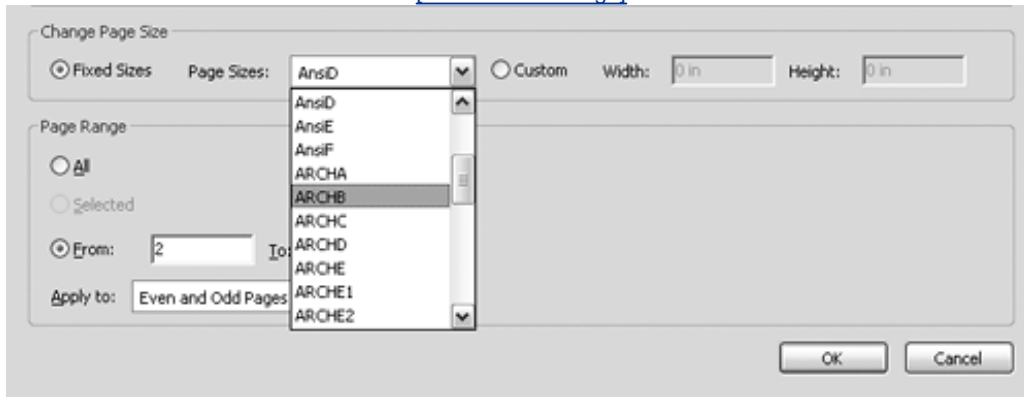 Change Page Size
Fixed Sizes Page Sizes: AnsiD Custom Width: 0 in Height: 0 in
AnsiD
AnsiE
AnsiF
ARCHA
ARCHB
ARCHC
ARCHD
ARCHE
ARCHE1
ARCHE2
Page Range
All
Selected
From: 2 To:
Apply to: Even and Odd Pages
OK Cancel